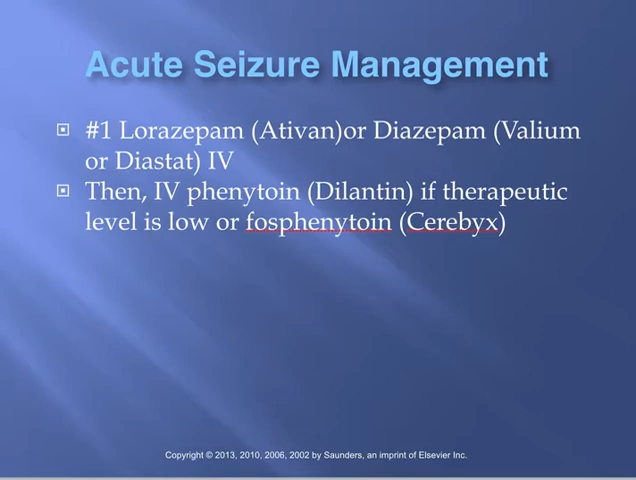 Acute Seizure Management
#1 Lorazepam (Ativan)or Diazepam (Valium
or Diastat) IV
Then, IV phenytoin (Dilantin) if therapeutic
level is low or fosphenytoin (Cerebyx)
Copyright © 2013, 2010, 2006, 2002 by Saunders, an imprint of Elsevier Inc.